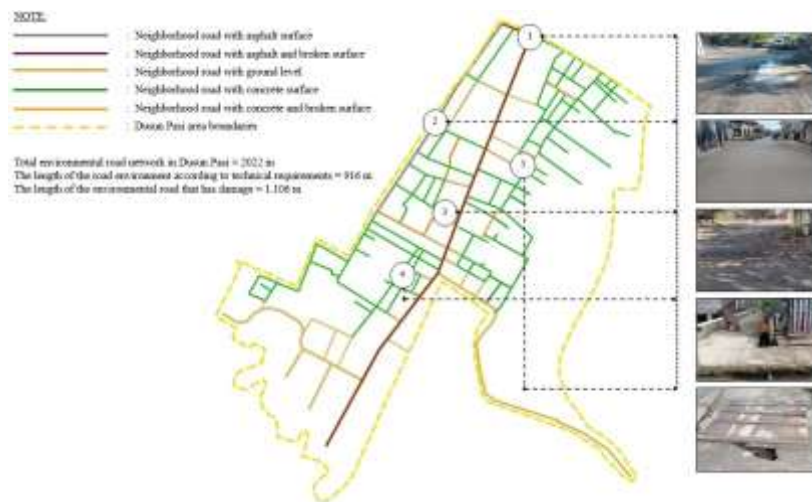 NOTE:
: Neighborhood road with asphalt surface
: Neighborhood road with asphalt and broken surface
: Neighborhood road with ground level
: Neighborhood road with concrete surface
: Neighborhood road with concrete and broken surface
: Dusun Pusi area boundaries
Total environmental road network in Dusun Pusi = 2022 m
The length of the road environment according to technical requirements = 916 m
The length of the environmental road that has damage = 1.106 m
1
2
5
3
4